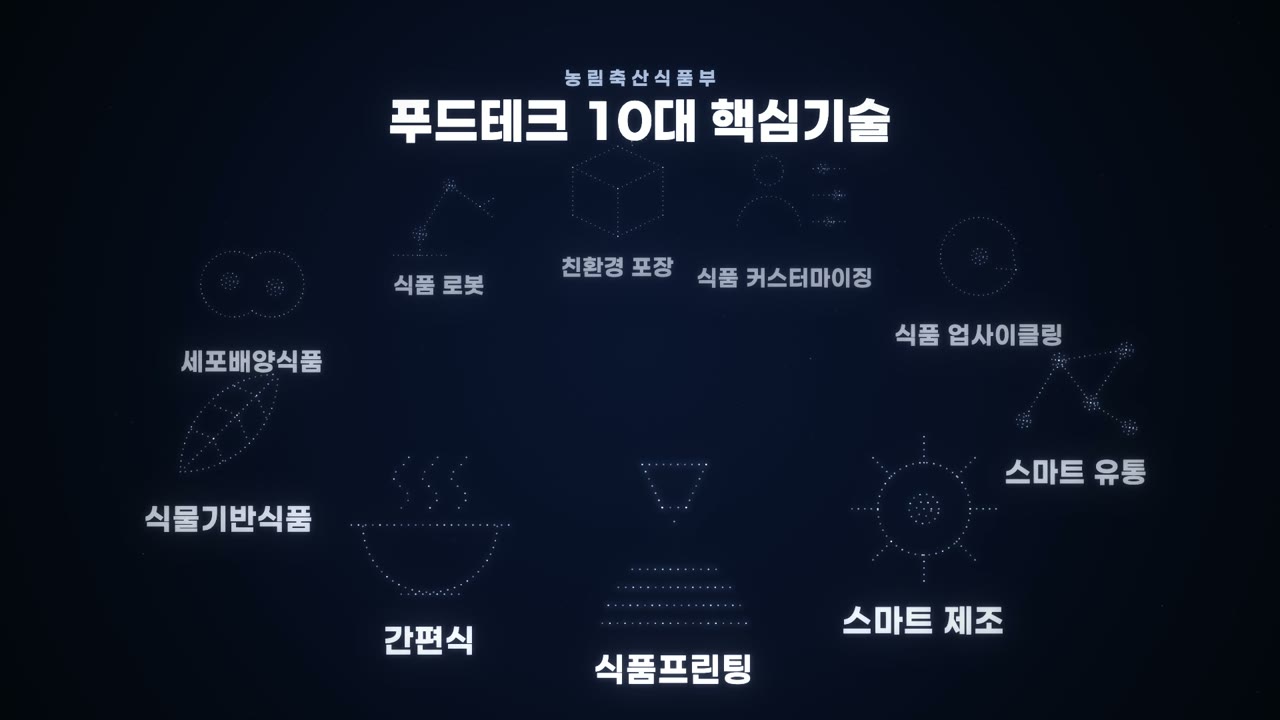 농림축산식품부
푸드테크 10대 핵심기술
친환경 포장
식품 로봇
식품 커스터마이징
식품 업사이클링
세포배양식품
스마트 유통
식물기반식품
스마트 제조
간편식
식품프린팅